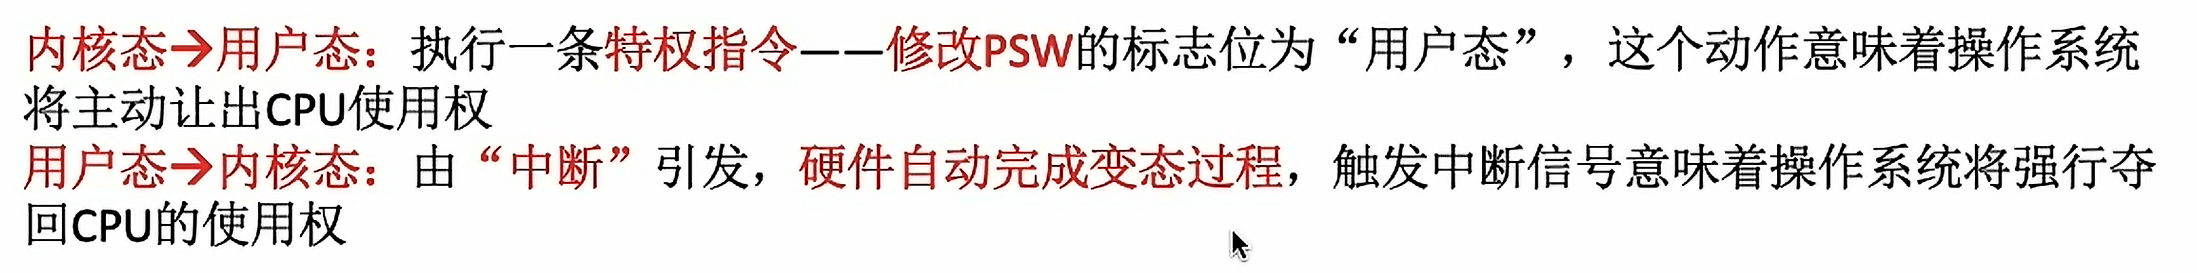 内核态→用户态：执行一条特权指令——修改PSW的标志位为“用户态”，这个动作意味着操作系统
将主动让出CPU使用权
用户态→内核态：由“中断”引发，硬件自动完成变态过程，触发中断信号意味着操作系统将强行夺
回CPU的使用权